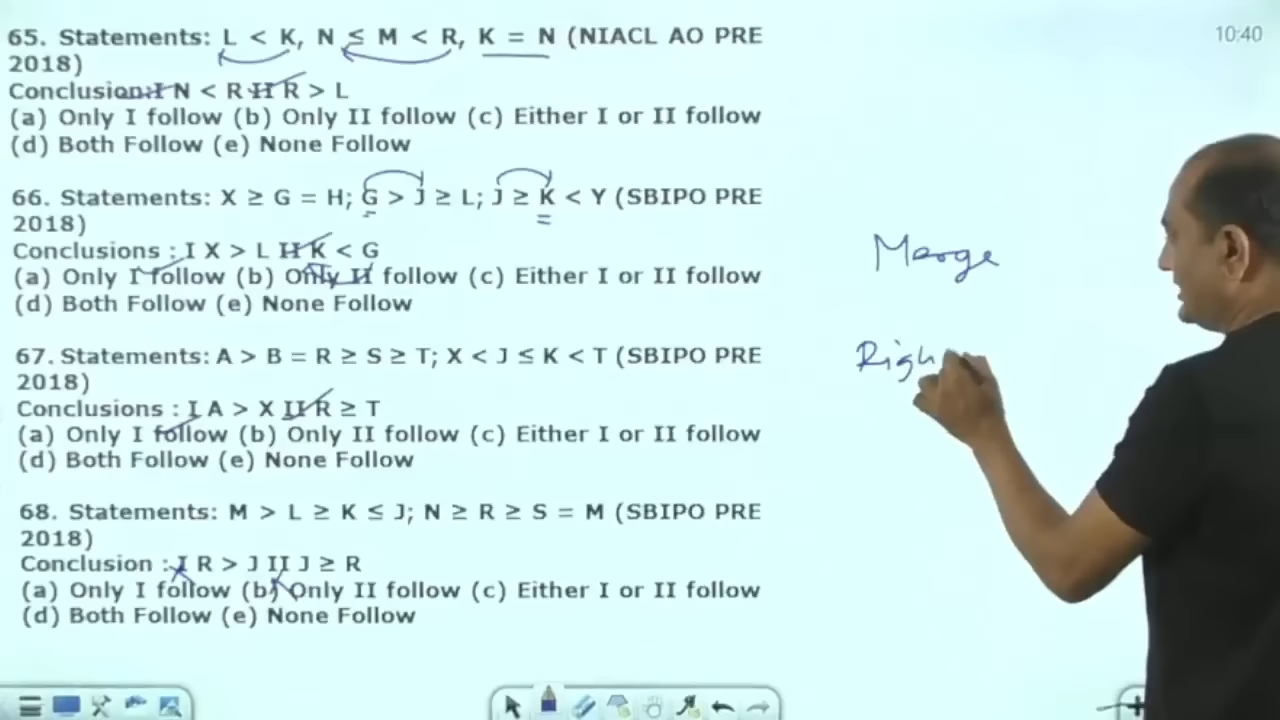 65. Statements: L < K, N ≤ M < R, K = N (NIACL AO PRE
2018)
Conclusion: I N < R II R > L
(a) Only I follow (b) Only II follow (c) Either I or II follow
(d) Both Follow (e) None Follow
66. Statements: X ≥ G = H; G > J ≥ L; J ≥ K < Y (SBIPO PRE
2018)
Conclusions : I X > L II K < G
(a) Only I follow (b) Only II follow (c) Either I or II follow
(d) Both Follow (e) None Follow
67. Statements: A > B = R ≥ S ≥ T; X < J ≤ K < T (SBIPO PRE
2018)
Conclusions : I A > X II R ≥ T
(a) Only I follow (b) Only II follow (c) Either I or II follow
(d) Both Follow (e) None Follow
68. Statements: M > L ≥ K ≤ J; N ≥ R ≥ S = M (SBIPO PRE
2018)
Conclusion : I R > J II J ≥ R
(a) Only I follow (b) Only II follow (c) Either I or II follow
(d) Both Follow (e) None Follow
10:40
Merge
Righ